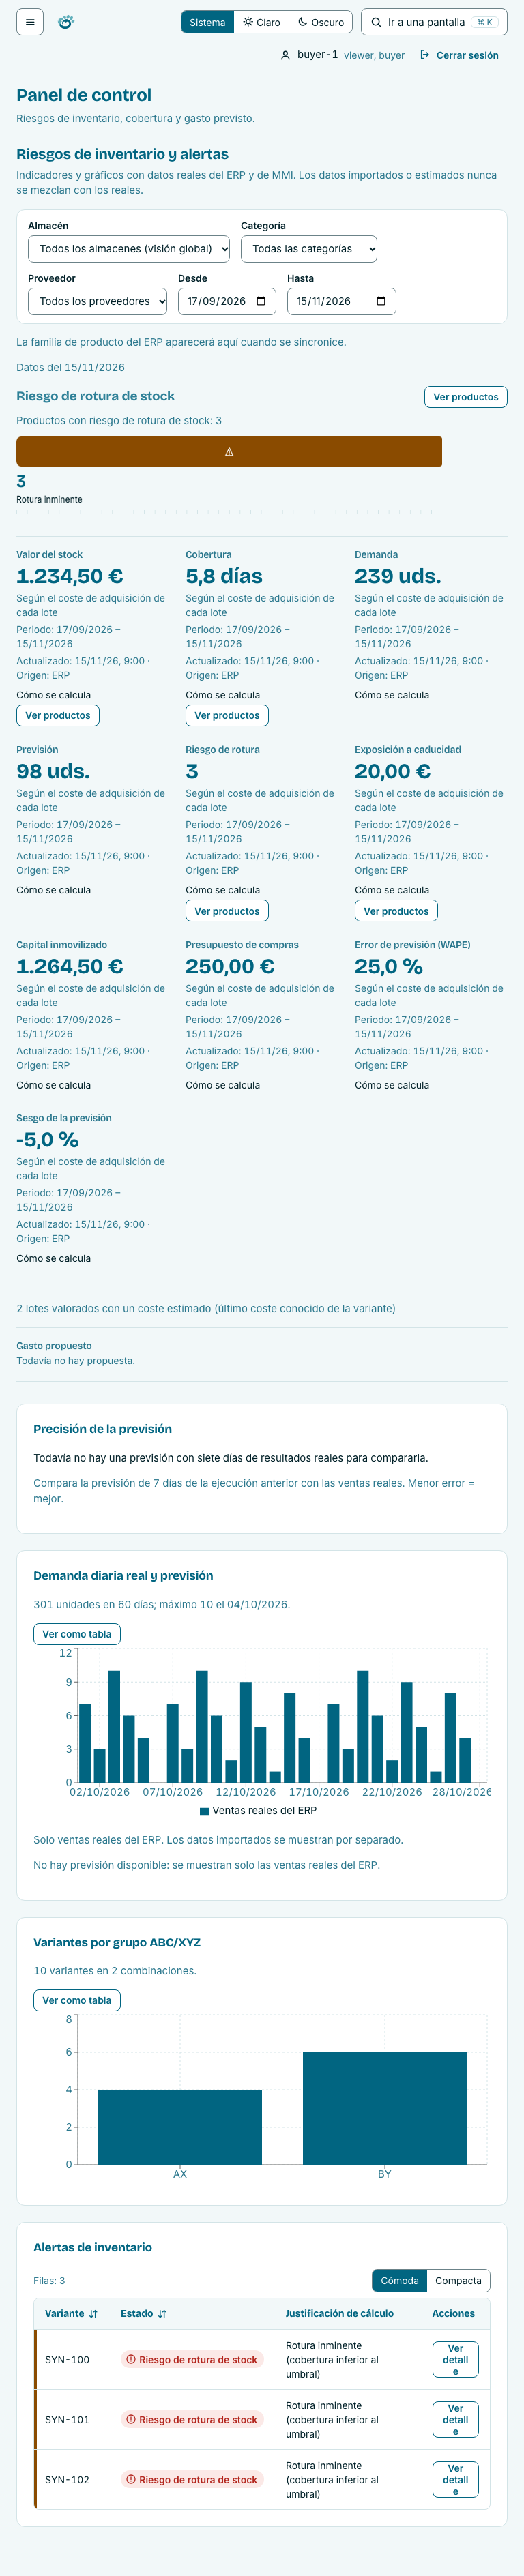 Sistema
Claro
Oscuro
Ir a una pantalla
⌘ K
buyer-1 viewer, buyer
Cerrar sesión
Panel de control
Riesgos de inventario, cobertura y gasto previsto.
Riesgos de inventario y alertas
Indicadores y gráficos con datos reales del ERP y de MMI. Los datos importados o estimados nunca
se mezclan con los reales.
Almacén
Todos los almacenes (visión global)
Categoría
Todas las categorías
Proveedor
Todos los proveedores
Desde
17/09/2026
Hasta
15/11/2026
La familia de producto del ERP aparecerá aquí cuando se sincronice.
Datos del 15/11/2026
Riesgo de rotura de stock
Ver productos
Productos con riesgo de rotura de stock: 3
3
Rotura inminente
Valor del stock
1.234,50 €
Según el coste de adquisición de
cada lote
Periodo: 17/09/2026 –
15/11/2026
Actualizado: 15/11/26, 9:00 ·
Origen: ERP
Cómo se calcula
Ver productos
Cobertura
5,8 días
Según el coste de adquisición de
cada lote
Periodo: 17/09/2026 –
15/11/2026
Actualizado: 15/11/26, 9:00 ·
Origen: ERP
Cómo se calcula
Ver productos
Demanda
239 uds.
Según el coste de adquisición de
cada lote
Periodo: 17/09/2026 –
15/11/2026
Actualizado: 15/11/26, 9:00 ·
Origen: ERP
Cómo se calcula
Previsión
98 uds.
Según el coste de adquisición de
cada lote
Periodo: 17/09/2026 –
15/11/2026
Actualizado: 15/11/26, 9:00 ·
Origen: ERP
Cómo se calcula
Riesgo de rotura
3
Según el coste de adquisición de
cada lote
Periodo: 17/09/2026 –
15/11/2026
Actualizado: 15/11/26, 9:00 ·
Origen: ERP
Cómo se calcula
Ver productos
Exposición a caducidad
20,00 €
Según el coste de adquisición de
cada lote
Periodo: 17/09/2026 –
15/11/2026
Actualizado: 15/11/26, 9:00 ·
Origen: ERP
Cómo se calcula
Ver productos
Capital inmovilizado
1.264,50 €
Según el coste de adquisición de
cada lote
Periodo: 17/09/2026 –
15/11/2026
Actualizado: 15/11/26, 9:00 ·
Origen: ERP
Cómo se calcula
Presupuesto de compras
250,00 €
Según el coste de adquisición de
cada lote
Periodo: 17/09/2026 –
15/11/2026
Actualizado: 15/11/26, 9:00 ·
Origen: ERP
Cómo se calcula
Error de previsión (WAPE)
25,0 %
Según el coste de adquisición de
cada lote
Periodo: 17/09/2026 –
15/11/2026
Actualizado: 15/11/26, 9:00 ·
Origen: ERP
Cómo se calcula
Sesgo de la previsión
-5,0 %
Según el coste de adquisición de
cada lote
Periodo: 17/09/2026 –
15/11/2026
Actualizado: 15/11/26, 9:00 ·
Origen: ERP
Cómo se calcula
2 lotes valorados con un coste estimado (último coste conocido de la variante)
Gasto propuesto
Todavía no hay propuesta.
Precisión de la previsión
Todavía no hay una previsión con siete días de resultados reales para compararla.
Compara la previsión de 7 días de la ejecución anterior con las ventas reales. Menor error =
mejor.
Demanda diaria real y previsión
301 unidades en 60 días; máximo 10 el 04/10/2026.
Ver como tabla
12
9
6
3
0
02/10/2026 07/10/2026 12/10/2026 17/10/2026 22/10/2026 28/10/2026
Ventas reales del ERP
Solo ventas reales del ERP. Los datos importados se muestran por separado.
No hay previsión disponible: se muestran solo las ventas reales del ERP.
Variantes por grupo ABC/XYZ
10 variantes en 2 combinaciones.
Ver como tabla
8
6
4
2
0
AX BY
Alertas de inventario
Filas: 3
Cómoda
Compacta
Variante Estado Justificación de cálculo Acciones
SYN-100
Riesgo de rotura de stock
Rotura inminente
(cobertura inferior al
umbral)
Ver
detall
e
SYN-101
Riesgo de rotura de stock
Rotura inminente
(cobertura inferior al
umbral)
Ver
detall
e
SYN-102
Riesgo de rotura de stock
Rotura inminente
(cobertura inferior al
umbral)
Ver
detall
e